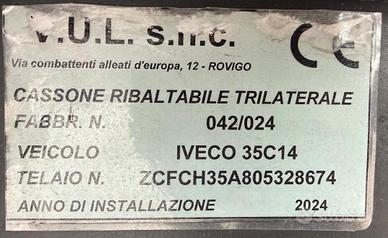 V.U.L. s.n.c.
CE
Via combattenti alleati d'europa, 12 - ROVIGO
CASSONE RIBALTABILE TRILATERALE
FABBR. N. 042/024
VEICOLO IVECO 35C14
TELAIO N. ZCFCH35A805328674
ANNO DI INSTALLAZIONE 2024